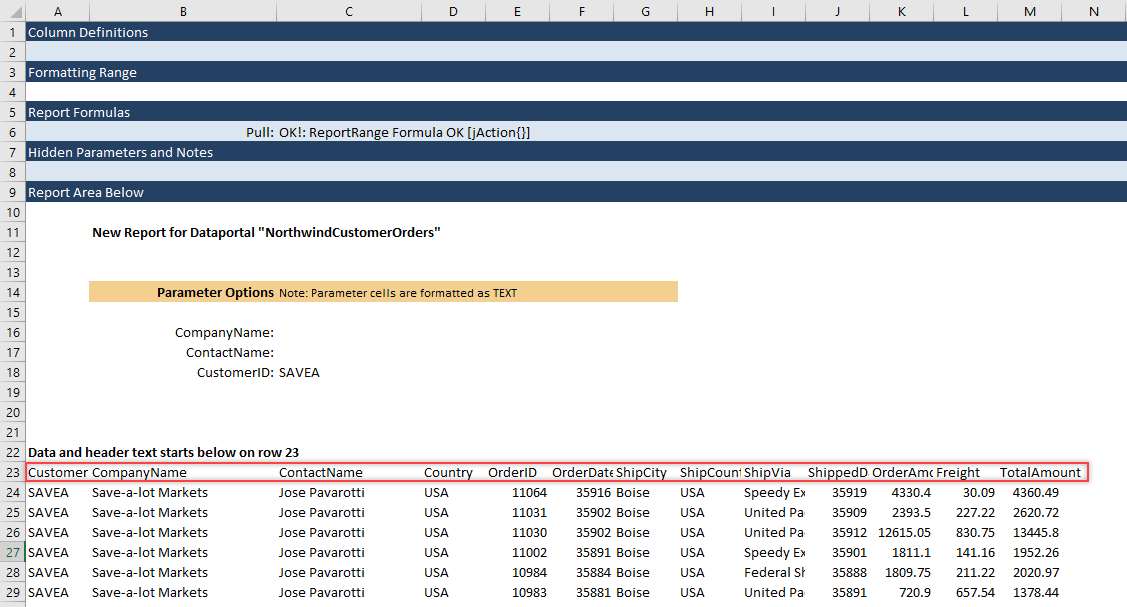 A B C D E F G H I J K L M N
1 Column Definitions
2
3 Formatting Range
4
5 Report Formulas
6 Pull: OK!: ReportRange Formula OK [jAction{}]
7 Hidden Parameters and Notes
8
9 Report Area Below
10
11 New Report for Dataportal "NorthwindCustomerOrders"
12
13
14 Parameter Options Note: Parameter cells are formatted as TEXT
15
16 CompanyName:
17 ContactName:
18 CustomerID: SAVEA
19
20
21
22 Data and header text starts below on row 23
23 Customer CompanyName ContactName Country OrderID OrderDate ShipCity ShipCount ShipVia ShippedD OrderAmo Freight TotalAmount
24 SAVEA Save-a-lot Markets Jose Pavarotti USA 11064 35916 Boise USA Speedy Ex 35919 4330.4 30.09 4360.49
25 SAVEA Save-a-lot Markets Jose Pavarotti USA 11031 35902 Boise USA United Pa 35909 2393.5 227.22 2620.72
26 SAVEA Save-a-lot Markets Jose Pavarotti USA 11030 35902 Boise USA United Pa 35912 12615.05 830.75 13445.8
27 SAVEA Save-a-lot Markets Jose Pavarotti USA 11002 35891 Boise USA Speedy Ex 35901 1811.1 141.16 1952.26
28 SAVEA Save-a-lot Markets Jose Pavarotti USA 10984 35884 Boise USA Federal Sh 35888 1809.75 211.22 2020.97
29 SAVEA Save-a-lot Markets Jose Pavarotti USA 10983 35881 Boise USA United Pa 35891 720.9 657.54 1378.44